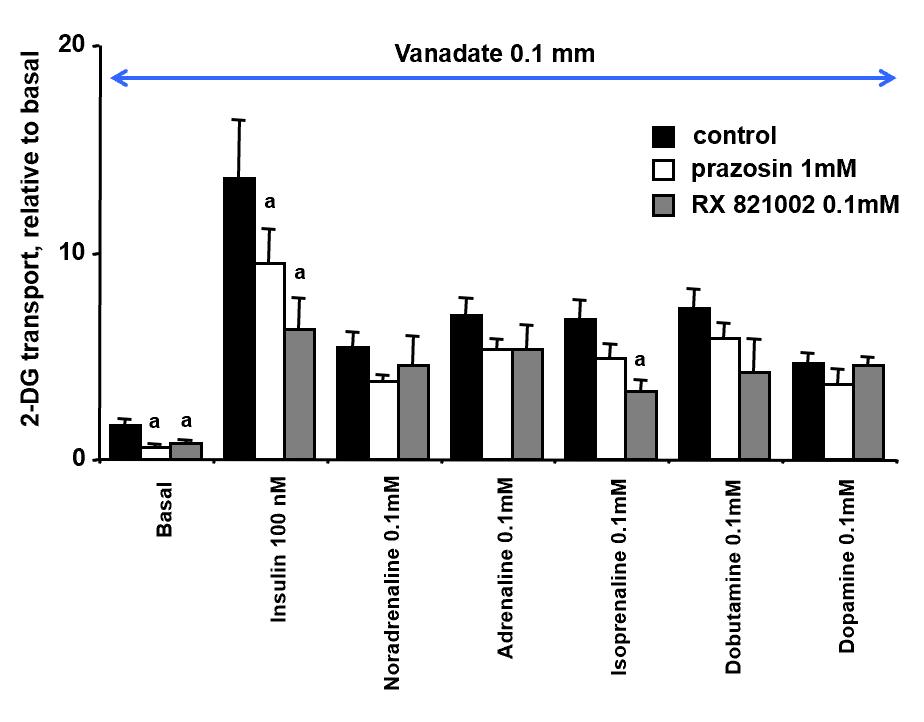 Vanadate 0.1 mm
2-DG transport, relative to basal
20
10
0
control
prazosin 1mM
RX 821002 0.1mM
a
a
a
a
a
Basal
Insulin 100 nM
Noradrenaline 0.1mM
Adrenaline 0.1mM
Isoprenaline 0.1mM
Dobutamine 0.1mM
Dopamine 0.1mM